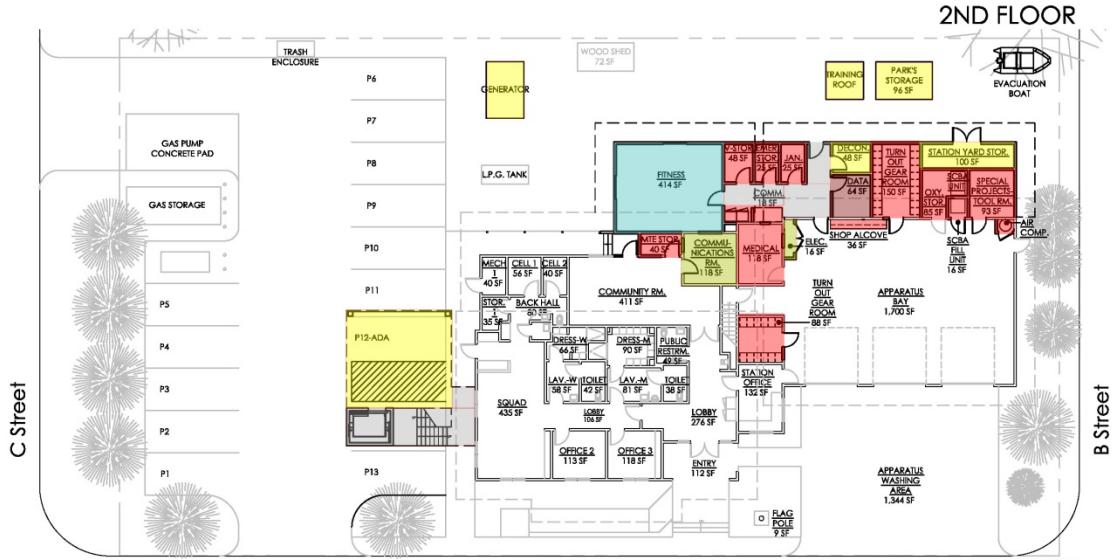 2ND FLOOR
TRASH
ENCLOSURE
WOOD SHED
72 SF
P6
GENERATOR
TRAINING
ROOF
PARK'S
STORAGE
96 SF
EVACUATION
BOAT
P7
GAS PUMP
CONCRETE PAD
P8
L.P.G. TANK
FITNESS
414 SF
48 SF
STOR.
25 SF
JAN.
25 SF
DECON.
48 SF
TURN
OUT
GEAR
ROOM
150 SF
STATION YARD STOR.
100 SF
GAS STORAGE
P9
COMM.
18 SF
DATA
64 SF
OXY.
STOR.
85 SF
SCBA
UNIT
SPECIAL
PROJECTS-
TOOL RM.
93 SF
P10
MTE STOR.
40 SF
COMMU-
NICATIONS
RM.
118 SF
MEDICAL
118 SF
ELEC.
16 SF
SHOP ALCOVE
36 SF
SCBA
FILL
UNIT
16 SF
AIR
COMP.
MECH
1
40 SF
CELL 1
56 SF
CELL 2
40 SF
P11
COMMUNITY RM.
411 SF
TURN
OUT
GEAR
ROOM
88 SF
APPARATUS
BAY
1,700 SF
P5
STOR.
1
35 SF
BACK HALL
80 SF
P12-ADA
P4
DRESS-W
66 SF
DRESS-M
90 SF
PUBLIC
RESTRM.
49 SF
P3
LAV.-W
58 SF
TOILET
42 SF
LAV.-M
81 SF
TOILET
38 SF
STATION
OFFICE
132 SF
C Street
B Street
SQUAD
435 SF
P2
LOBBY
106 SF
LOBBY
276 SF
P1
P13
OFFICE 2
113 SF
OFFICE 3
118 SF
ENTRY
112 SF
APPARATUS
WASHING
AREA
1,344 SF
FLAG
POLE
9 SF